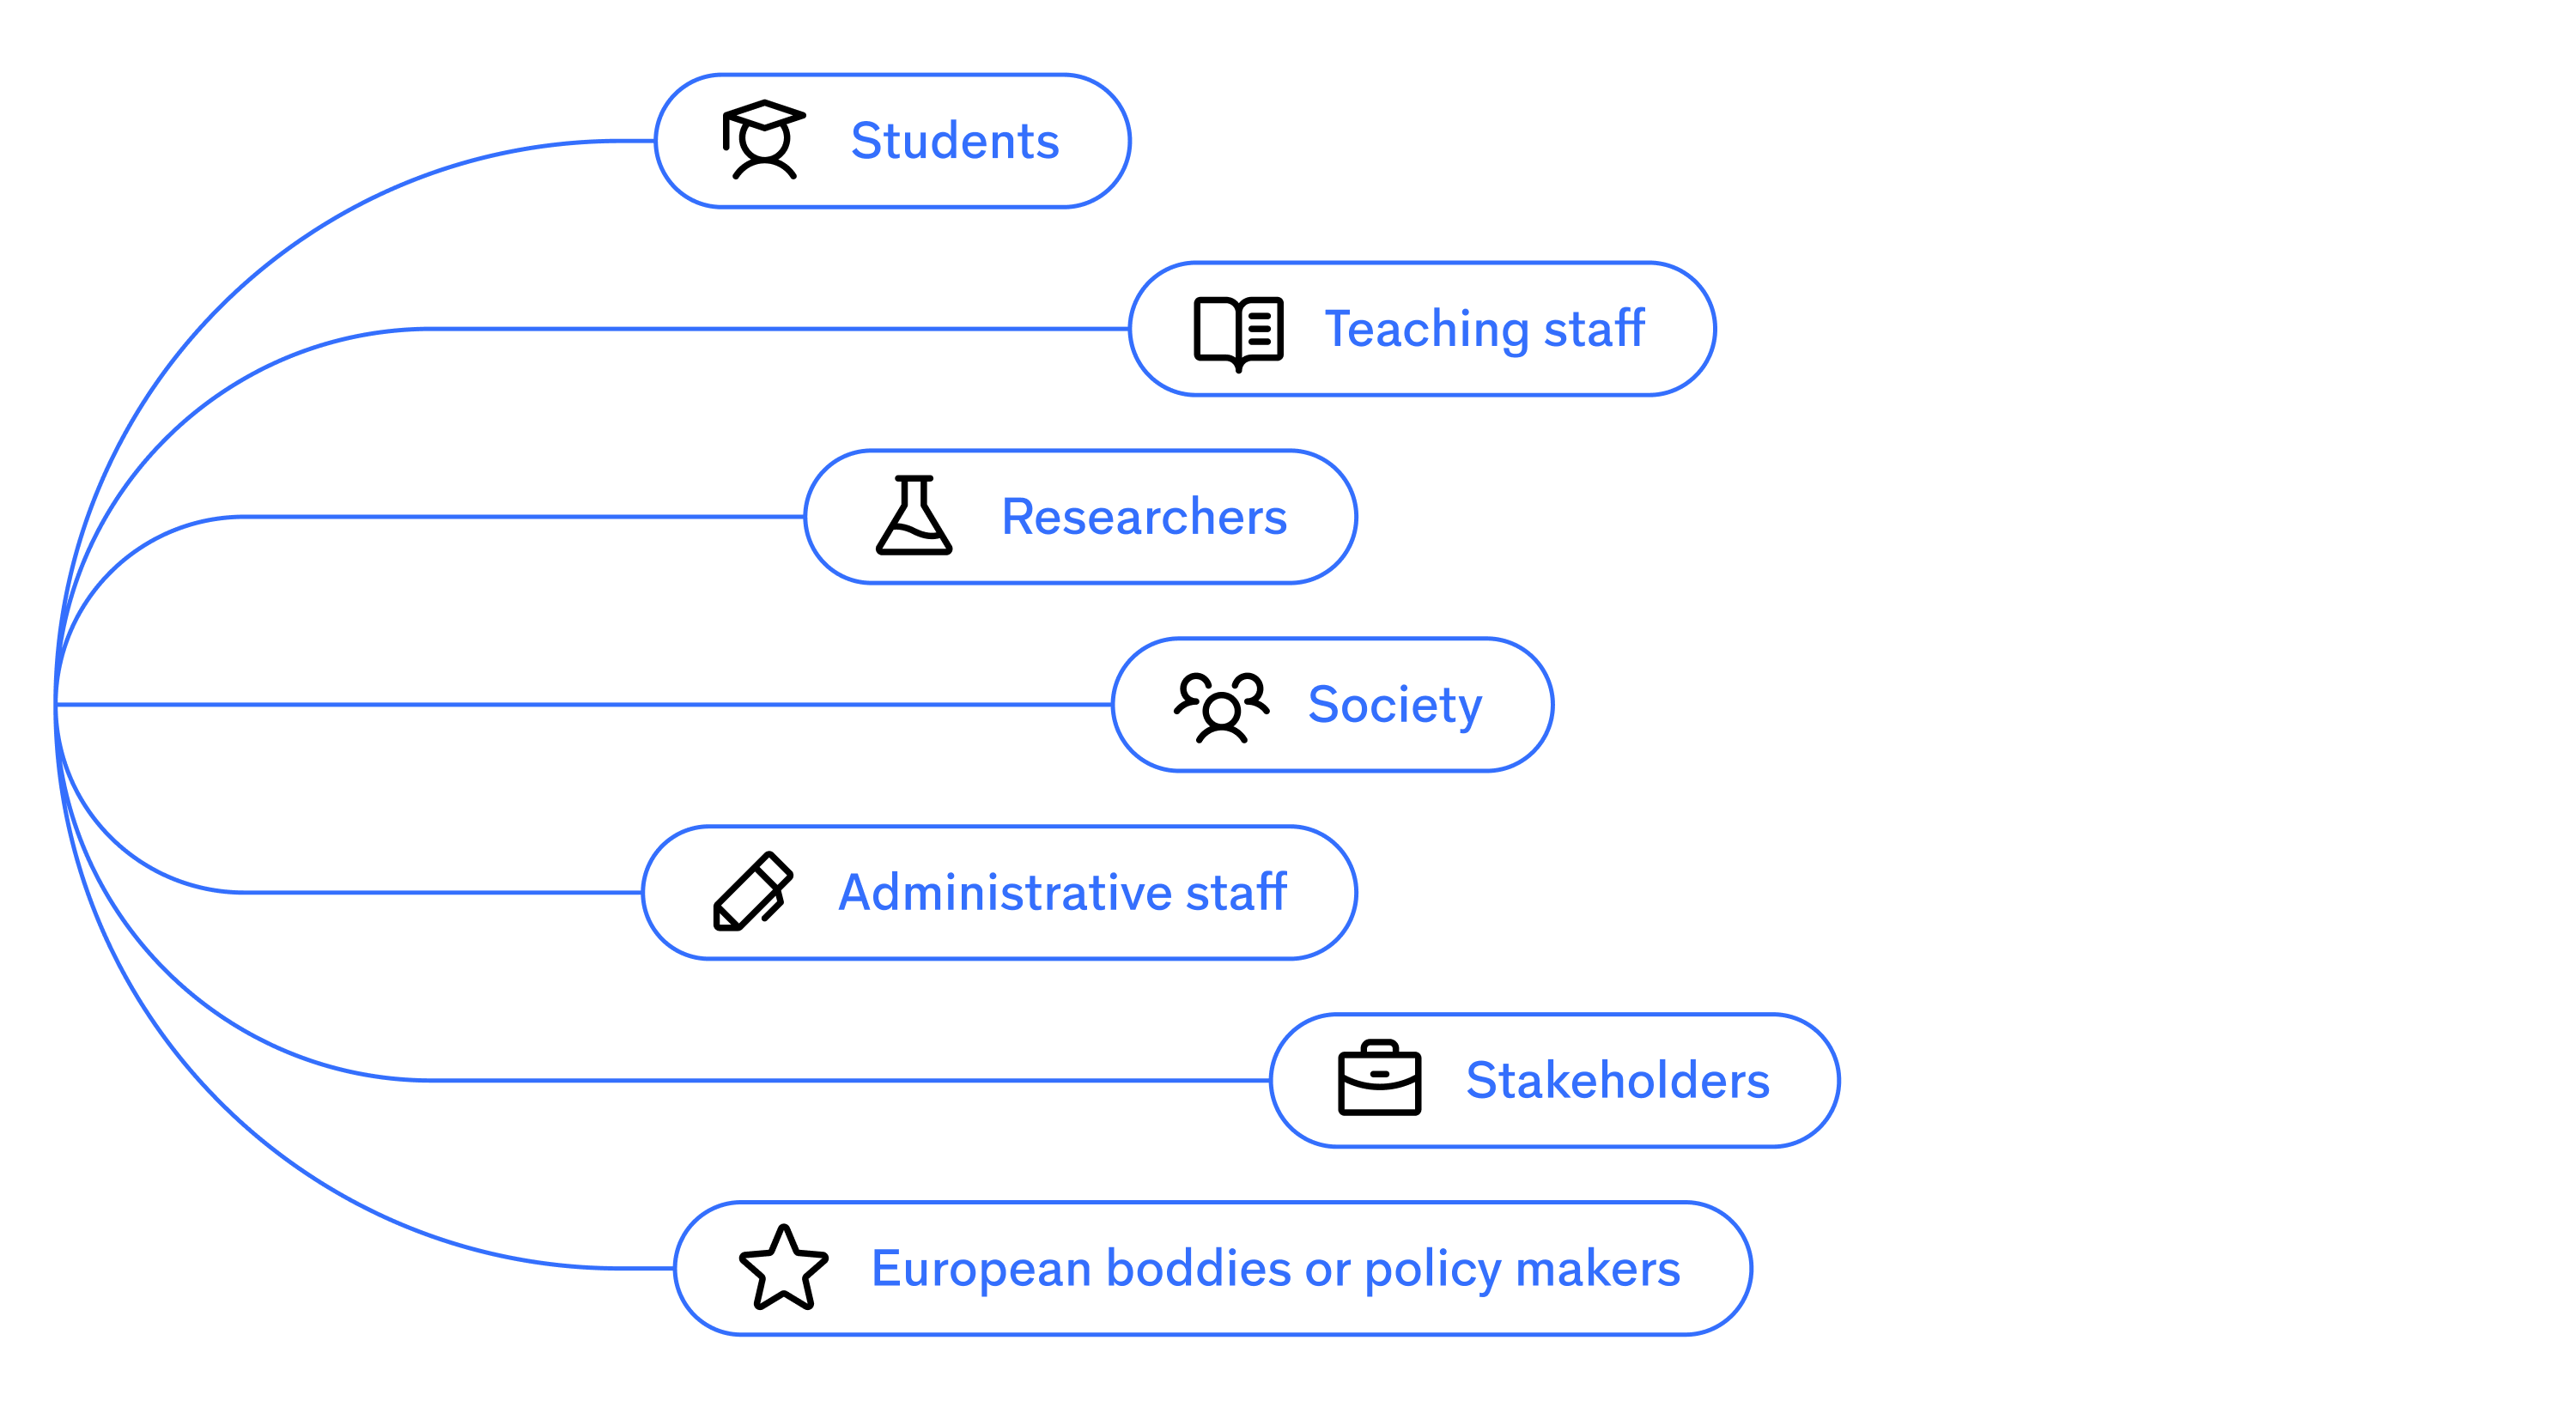 Students
Teaching staff
Researchers
Society
Administrative staff
Stakeholders
European boddies or policy makers